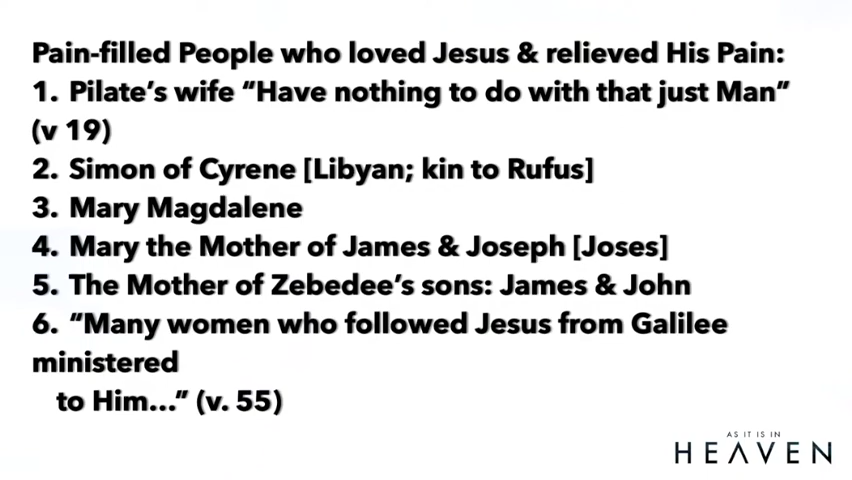 Pain-filled People who loved Jesus & relieved His Pain:
1. Pilate’s wife “Have nothing to do with that just Man”
(v 19)
2. Simon of Cyrene [Libyan; kin to Rufus]
3. Mary Magdalene
4. Mary the Mother of James & Joseph [Joses]
5. The Mother of Zebedee’s sons: James & John
6. “Many women who followed Jesus from Galilee
ministered
to Him…” (v. 55)
AS IT IS IN
HEAVEN